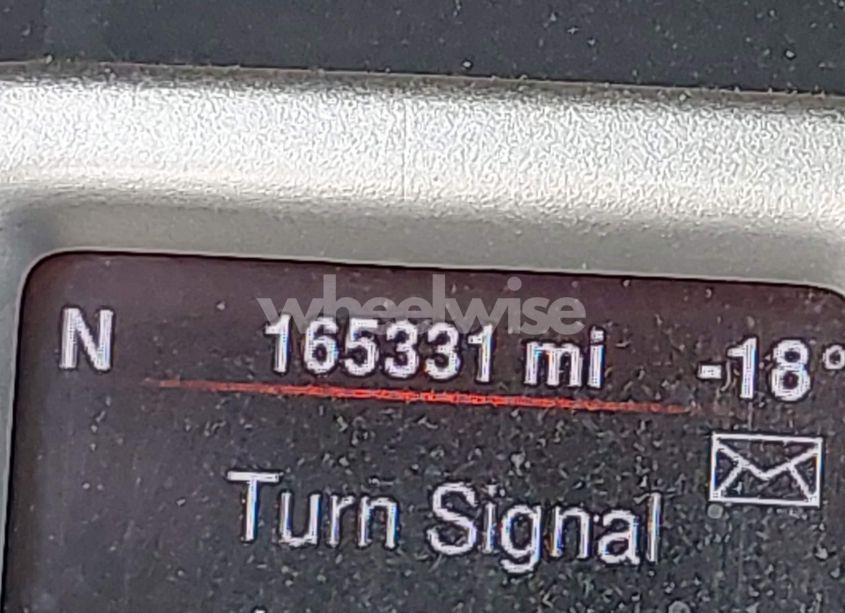 wheelwise
N 165331 mi -18°
Turn Signal